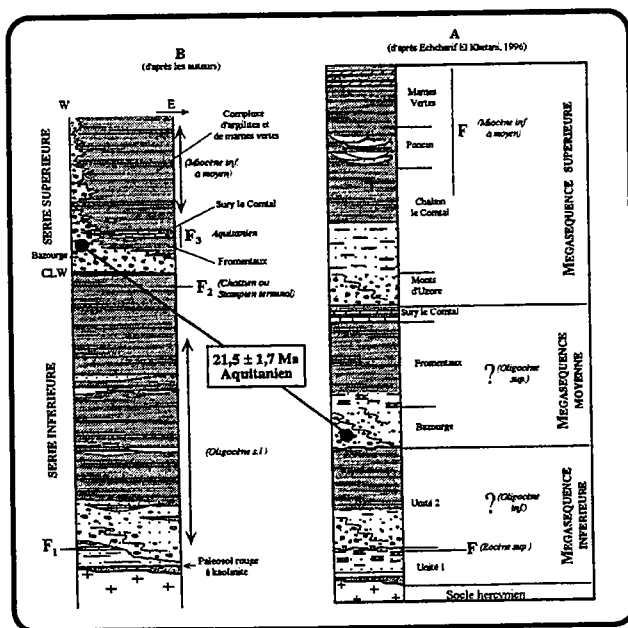 B
(d'après les auteurs)
W
E
SERIE SUPERIEURE
Bazourge
CLW
SERIE INFERIEURE
F1
Complexe
d'argilites et
de marnes vertes
(Miocène inf.
à moyen)
Sury le Comtal
F3
Aquitanien
Fromentaux
F2
(Chattien ou
Stampien terminal)
21,5 ± 1,7 Ma
Aquitanien
(Oligocène s.l)
Paleosol rouge
à kaolinite
A
(d'après Echcharif El Kketani, 1996)
Marnes
Vertes
F
(Miocène inf
à moyen)
Poncin
Chalain
le Comtal
Monts
d'Uzore
MEGASEQUENCE SUPERIEURE
Sury le Comtal
Fromentaux
? (Oligocène
sup.)
Bazourge
MEGASEQUENCE
MOYENNE
Unité 2
? (Oligocène
inf)
F (Eocène sup.)
Unité 1
MEGASEQUENCE
INFERIEURE
Socle hercynien